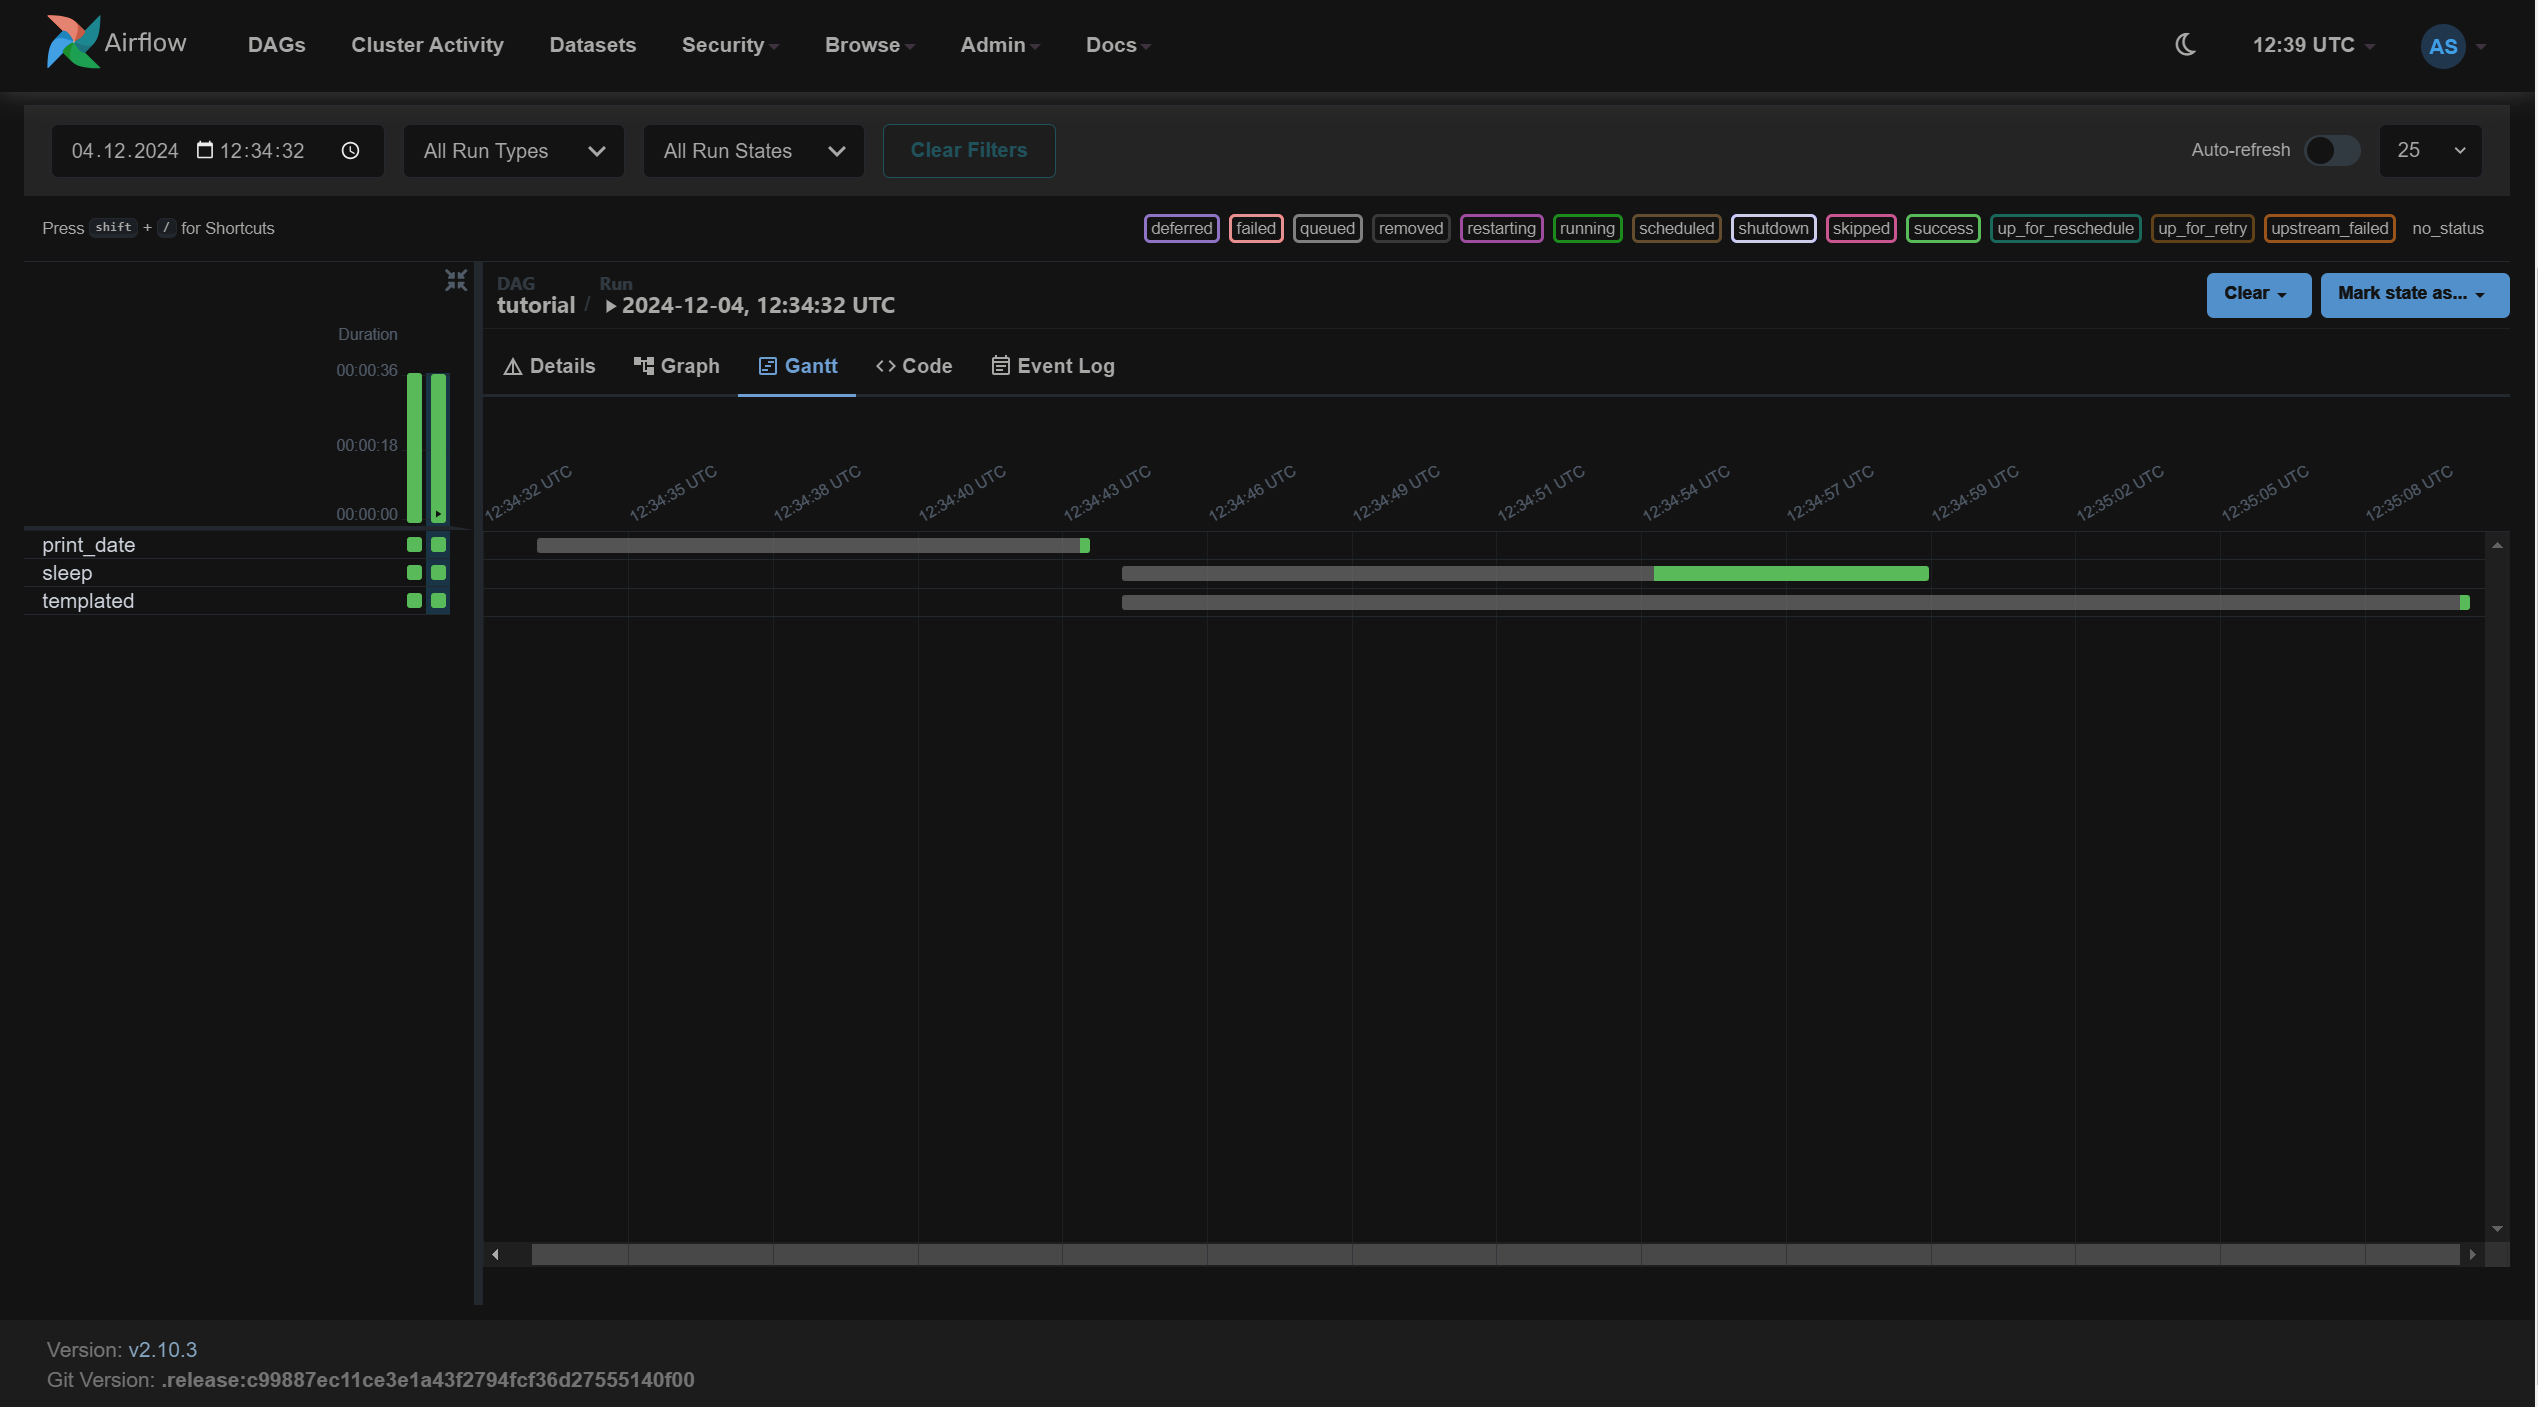 Airflow DAGs Cluster Activity Datasets Security Browse Admin Docs 12:39 UTC AS
04.12.2024 12:34:32 All Run Types All Run States Clear Filters Auto-refresh 25
Press shift + / for Shortcuts deferred failed queued removed restarting running scheduled shutdown skipped success up_for_reschedule up_for_retry upstream_failed no_status
DAG Run
tutorial / 2024-12-04, 12:34:32 UTC Clear Mark state as...
Details Graph Gantt Code Event Log
Duration
00:00:36
00:00:18
00:00:00
12:34:32 UTC 12:34:35 UTC 12:34:38 UTC 12:34:40 UTC 12:34:43 UTC 12:34:46 UTC 12:34:49 UTC 12:34:51 UTC 12:34:54 UTC 12:34:57 UTC 12:34:59 UTC 12:35:02 UTC 12:35:05 UTC 12:35:08 UTC
print_date
sleep
templated
Version: v2.10.3
Git Version: .release:c99887ec11ce3e1a43f2794fcf36d27555140f00